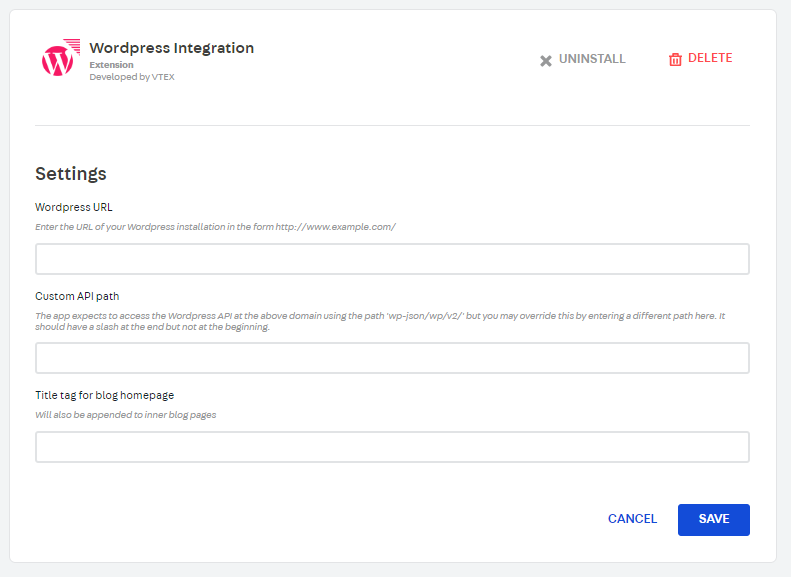 Wordpress Integration
Extension
Developed by VTEX
UNINSTALL
DELETE
Settings
Wordpress URL
Enter the URL of your Wordpress installation in the form http://www.example.com/
Custom API path
The app expects to access the Wordpress API at the above domain using the path 'wp-json/wp/v2/' but you may override this by entering a different path here. It
should have a slash at the end but not at the beginning.
Title tag for blog homepage
Will also be appended to inner blog pages
CANCEL
SAVE